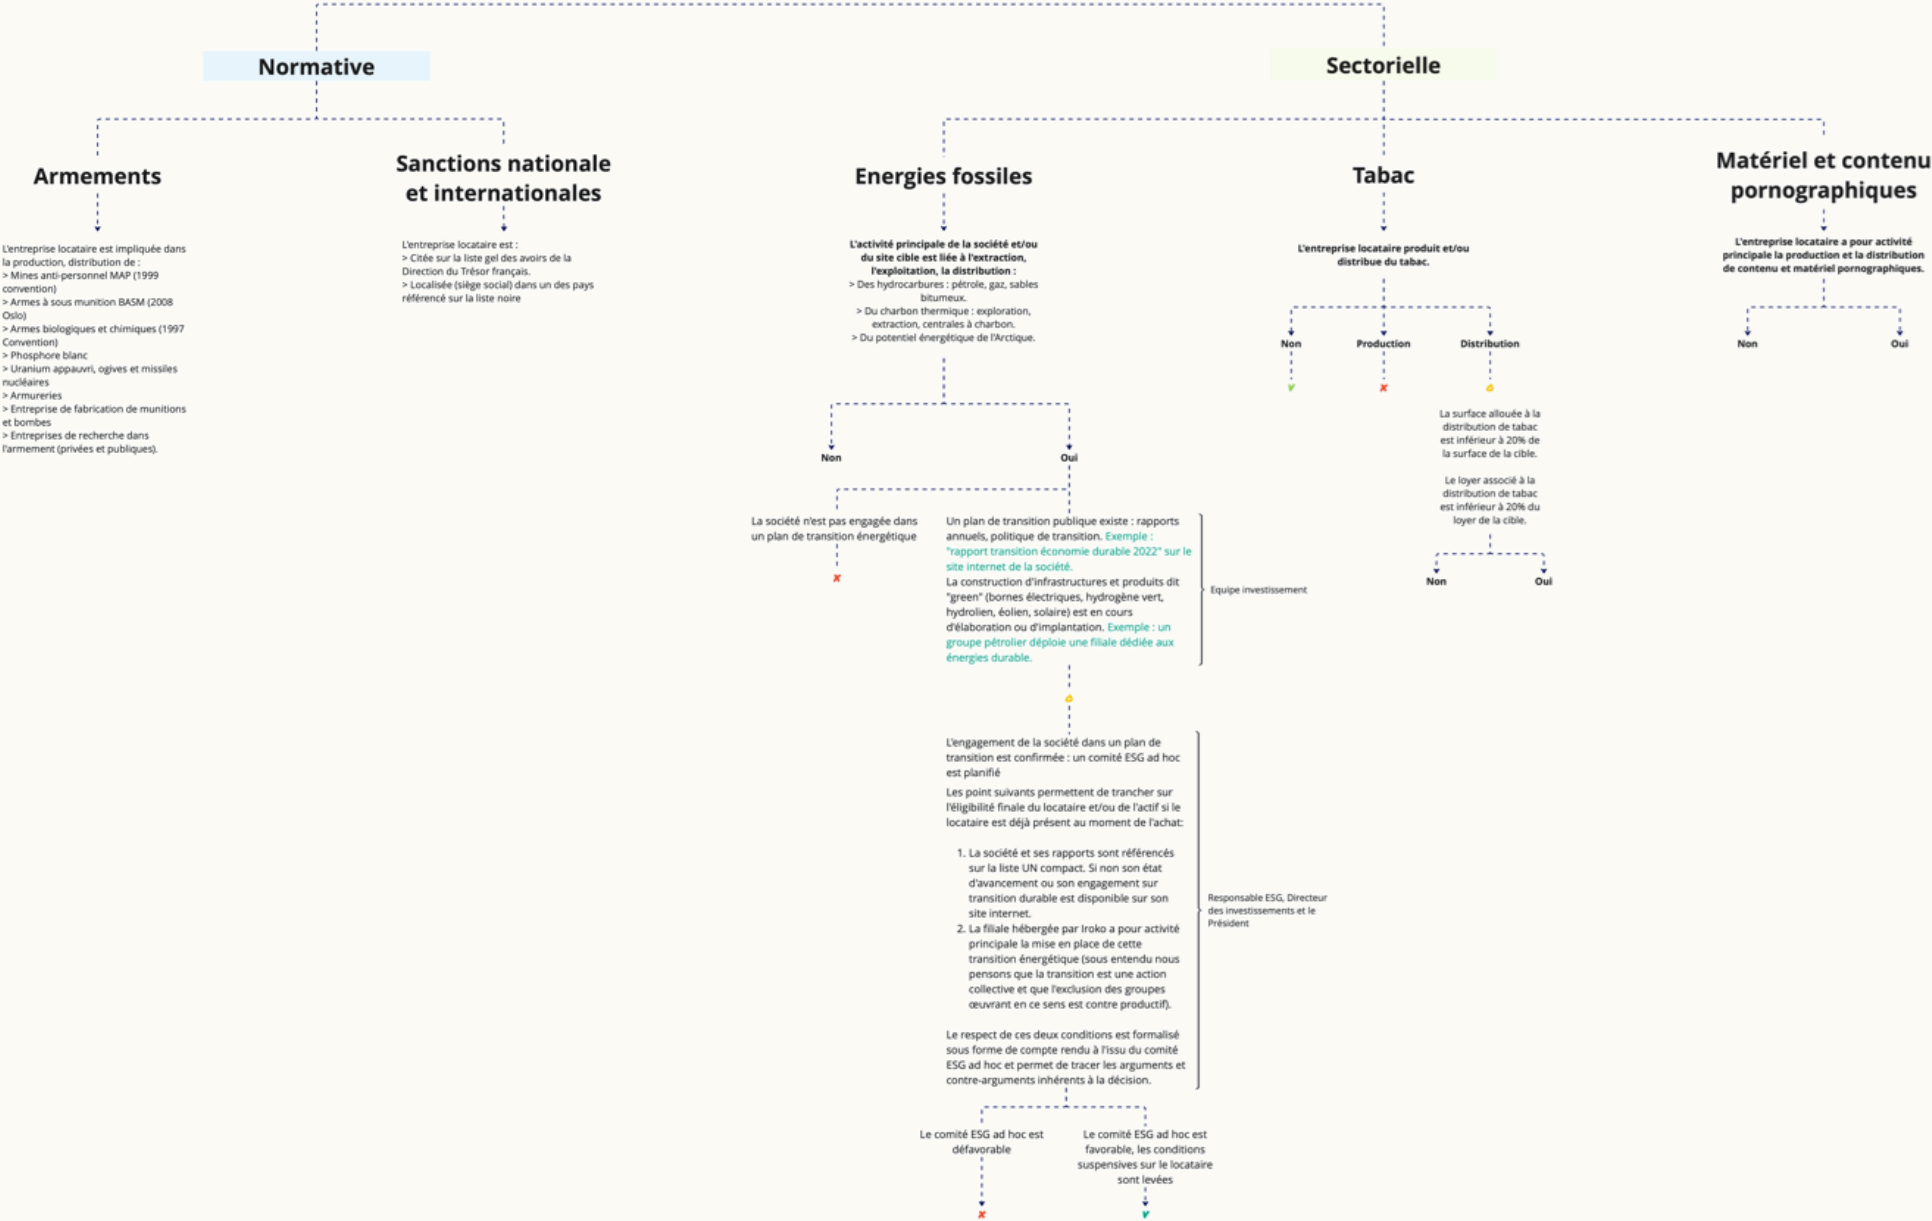 Normative
Sectorielle
Armements
Sanctions nationale
et internationales
Energies fossiles
Tabac
Matériel et contenu
pornographiques
L'entreprise locataire est impliquée dans
la production, distribution de :
> Mines anti-personnel MAP (1999
convention)
> Armes à sous munition BASM (2008
Oslo)
> Armes biologiques et chimiques (1997
Convention)
> Phosphore blanc
> Uranium appauvri, ogives et missiles
nucléaires
> Armureries
> Entreprise de fabrication de munitions
et bombes
> Entreprises de recherche dans
l'armement (privées et publiques).
L'entreprise locataire est :
> Citée sur la liste gel des avoirs de la
Direction du Trésor français.
> Localisée (siège social) dans un des pays
référencé sur la liste noire
L'activité principale de la société et/ou
du site cible est liée à l'extraction,
l'exploitation, la distribution :
> Des hydrocarbures : pétrole, gaz, sables
bitumeux.
> Du charbon thermique : exploration,
extraction, centrales à charbon.
> Du potentiel énergétique de l'Arctique.
Non
Oui
La société n'est pas engagée dans
un plan de transition énergétique
Un plan de transition publique existe : rapports
annuels, politique de transition. Exemple :
"rapport transition économie durable 2022" sur le
site internet de la société.
La construction d'infrastructures et produits dit
"green" (bornes électriques, hydrogène vert,
hydrolien, éolien, solaire) est en cours
d'élaboration ou d'implantation. Exemple : un
groupe pétrolier déploie une filiale dédiée aux
énergies durable.
Equipe investissement
L'engagement de la société dans un plan de
transition est confirmée : un comité ESG ad hoc
est planifié
Les point suivants permettent de trancher sur
l'éligibilité finale du locataire et/ou de l'actif si le
locataire est déjà présent au moment de l'achat:
1. La société et ses rapports sont référencés
sur la liste UN compact. Si non son état
d'avancement ou son engagement sur
transition durable est disponible sur son
site internet.
2. La filiale hébergée par Iroko a pour activité
principale la mise en place de cette
transition énergétique (sous entendu nous
pensons que la transition est une action
collective et que l'exclusion des groupes
œuvrant en ce sens est contre productif).
Le respect de ces deux conditions est formalisé
sous forme de compte rendu à l'issu du comité
ESG ad hoc et permet de tracer les arguments et
contre-arguments inhérents à la décision.
Responsable ESG, Directeur
des investissements et le
Président
Le comité ESG ad hoc est
défavorable
Le comité ESG ad hoc est
favorable, les conditions
suspensives sur le locataire
sont levées
L'entreprise locataire produit et/ou
distribue du tabac.
Non
Production
Distribution
La surface allouée à la
distribution de tabac
est inférieur à 20% de
la surface de la cible.
Le loyer associé à la
distribution de tabac
est inférieur à 20% du
loyer de la cible.
Non
Oui
L'entreprise locataire a pour activité
principale la production et la distribution
de contenu et matériel pornographiques.
Non
Oui